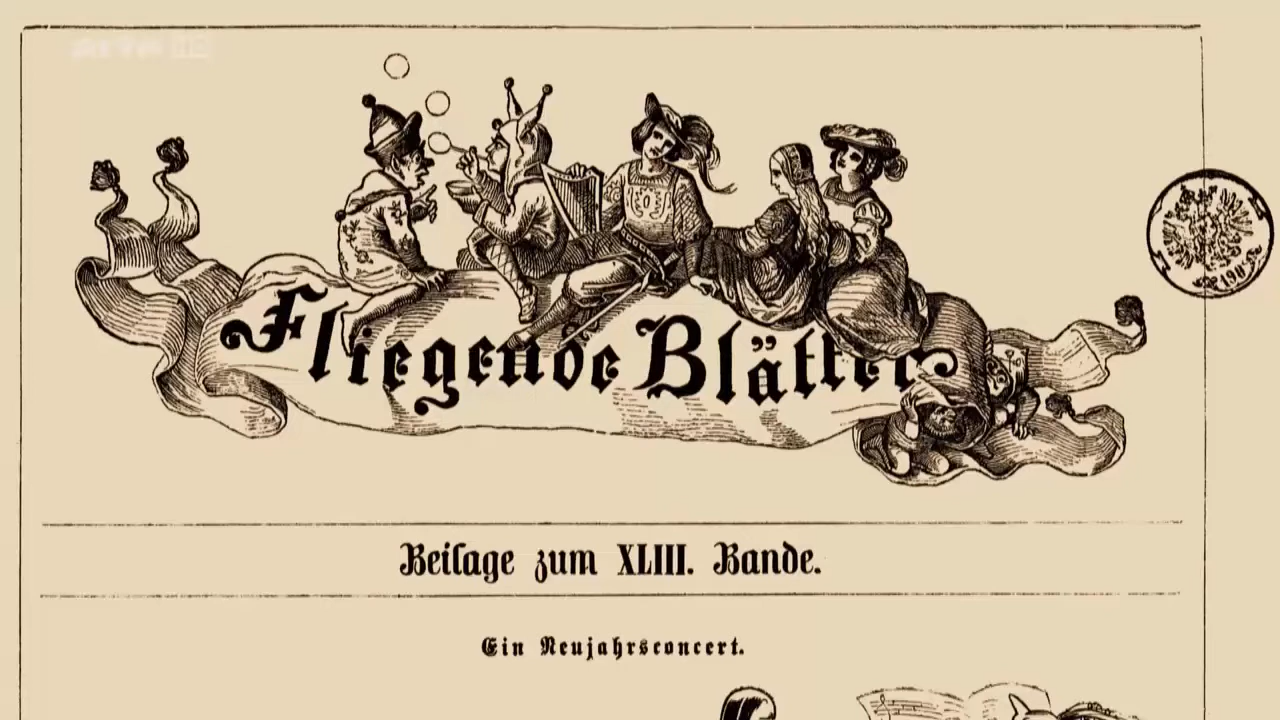 Fliegende Blätter
Beilage zum XLIII. Bande.
Ein Neujahrsconcert.